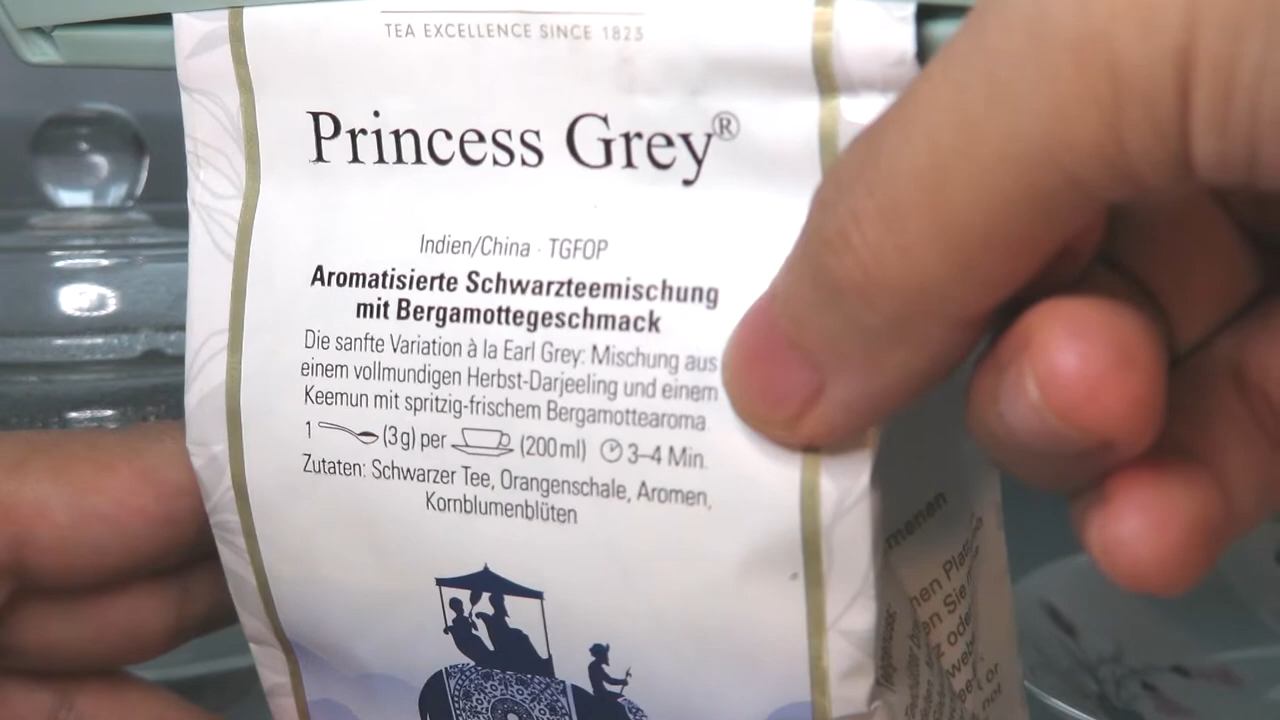 TEA EXCELLENCE SINCE 1823
Princess Grey®
Indien/China · TGFOP
Aromatisierte Schwarzteemischung
mit Bergamottegeschmack
Die sanfte Variation à la Earl Grey: Mischung aus
einem vollmundigen Herbst-Darjeeling und einem
Keemun mit spritzig-frischem Bergamottearoma.
1 (3g) per (200ml) 3–4 Min.
Zutaten: Schwarzer Tee, Orangenschale, Aromen,
Kornblumenblüten